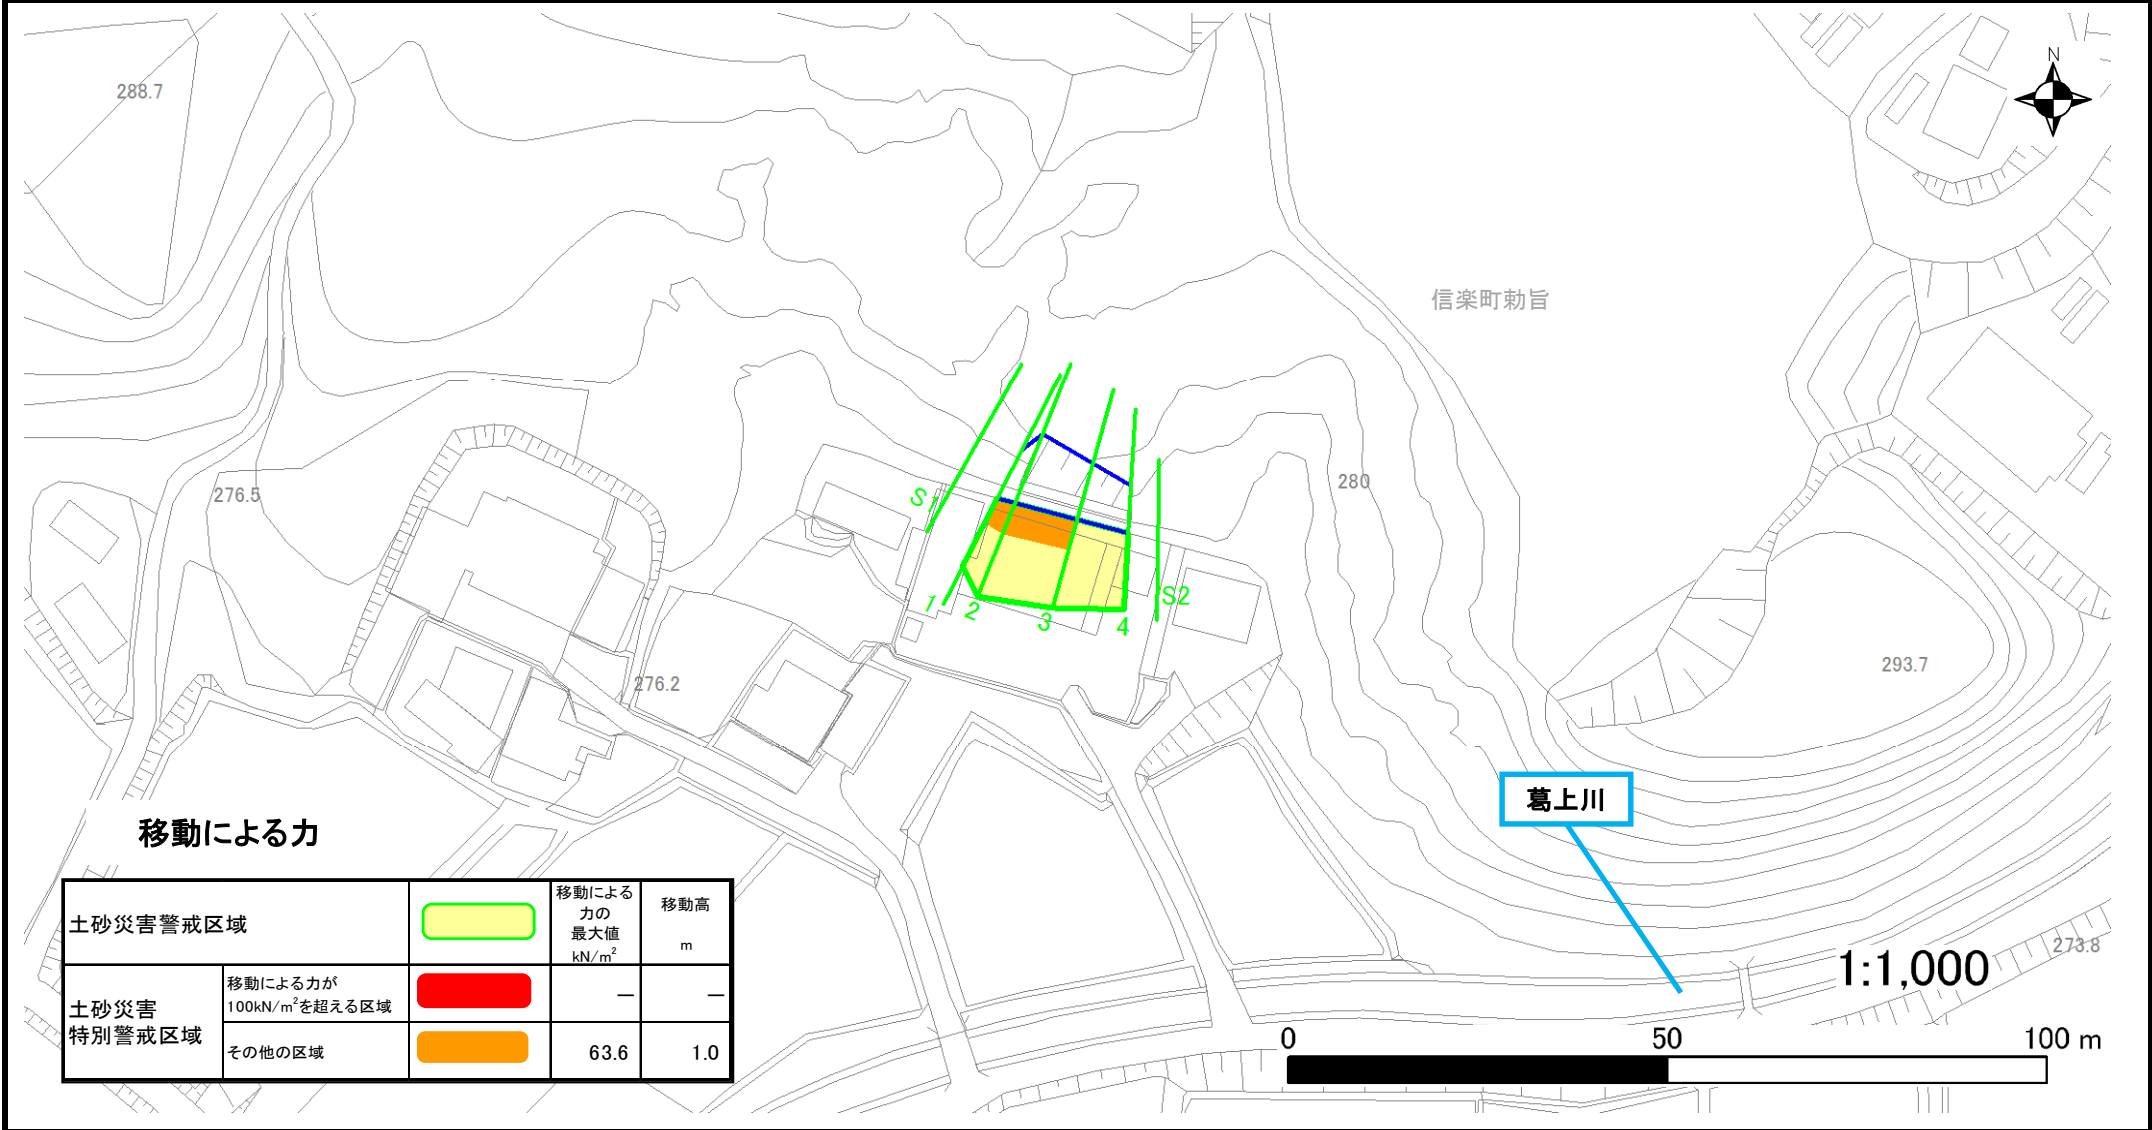 N
288.7
信楽町勅旨
276.5
280
S1
S2
1
2
3
4
276.2
293.7
葛上川
273.8
移動による力
土砂災害警戒区域
移動による
力の
最大値
kN/m²
移動高
m
土砂災害
特別警戒区域
移動による力が
100kN/m²を超える区域
－
－
その他の区域
63.6
1.0
1:1,000
0
50
100 m